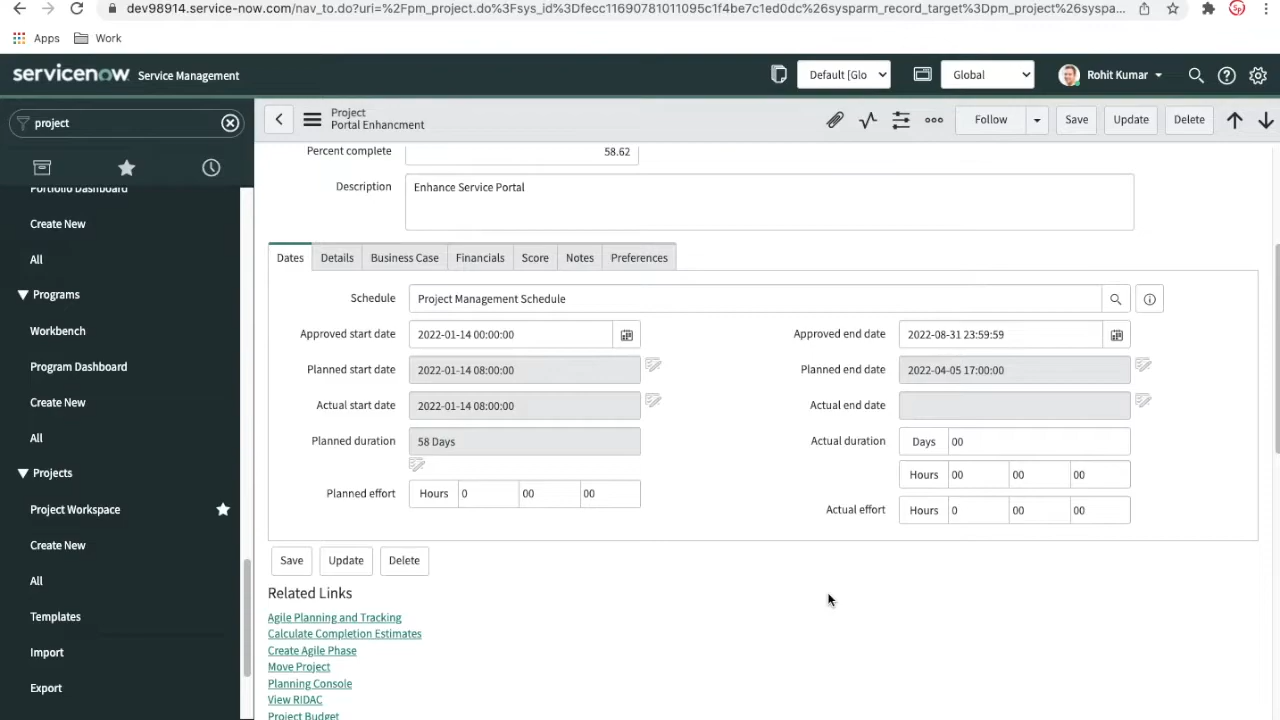 dev98914.service-now.com/nav_to.do?uri=%2Fpm_project.do%3Fsys_id%3Dfecc11690781011095c1f4be7c1ed0dc%26sysparm_record_target%3Dpm_project%26syspa...
Sp
Apps
Work
servicenow Service Management
Default [Glo
Global
Rohit Kumar
project
Project
Portal Enhancment
Follow
Save
Update
Delete
Portfolio Dashboard
Create New
All
Programs
Workbench
Program Dashboard
Create New
All
Projects
Project Workspace
Create New
All
Templates
Import
Export
Percent complete 58.62
Description Enhance Service Portal
Dates Details Business Case Financials Score Notes Preferences
Schedule Project Management Schedule
Approved start date 2022-01-14 00:00:00 Approved end date 2022-08-31 23:59:59
Planned start date 2022-01-14 08:00:00 Planned end date 2022-04-05 17:00:00
Actual start date 2022-01-14 08:00:00 Actual end date
Planned duration 58 Days Actual duration Days 00
Hours 00 00 00
Planned effort Hours 0 00 00
Actual effort Hours 0 00 00
Save Update Delete
Related Links
Agile Planning and Tracking
Calculate Completion Estimates
Create Agile Phase
Move Project
Planning Console
View RIDAC
Project Budget